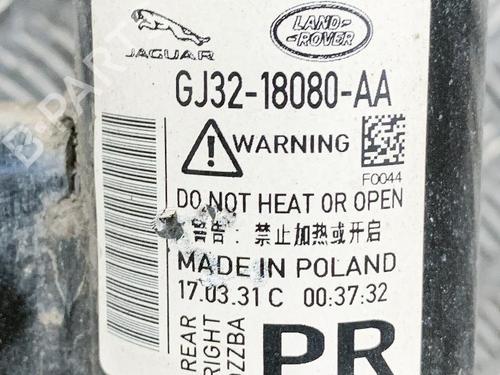 JAGUAR
LAND-
ROVER
GJ32-18080-AA
WARNING
F0044
DO NOT HEAT OR OPEN
警告: 禁止加热或开启
MADE IN POLAND
17.03.31 C 00:37:32
REAR
RIGHT
PR
B-PARTS